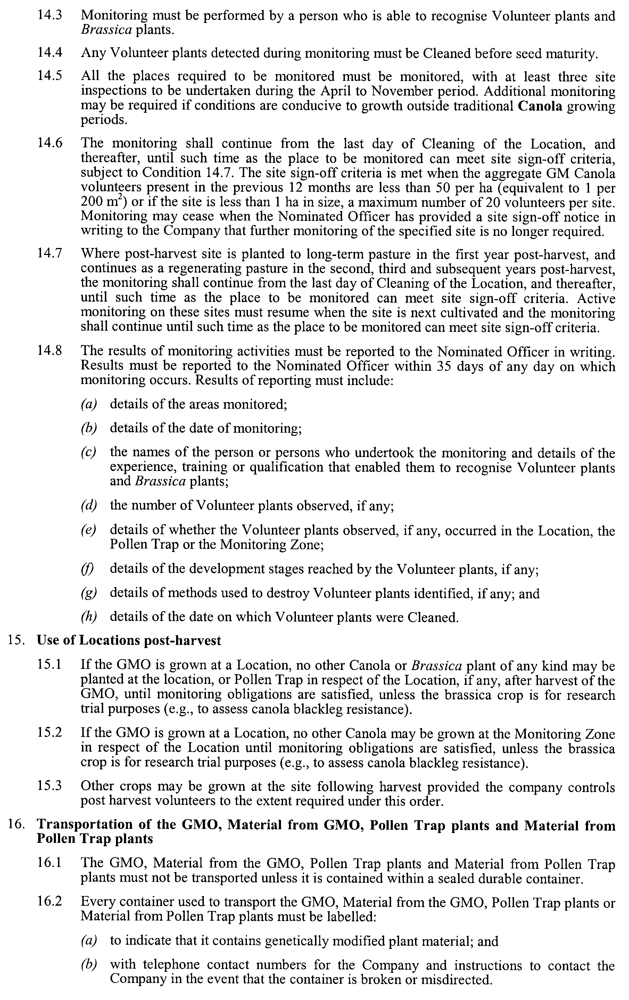 14.3 Monitoring must be performed by a person who is able to recognise Volunteer plants and
Brassica plants.
14.4 Any Volunteer plants detected during monitoring must be Cleaned before seed maturity.
14.5 All the places required to be monitored must be monitored, with at least three site
inspections to be undertaken during the April to November period. Additional monitoring
may be required if conditions are conducive to growth outside traditional Canola growing
periods.
14.6 The monitoring shall continue from the last day of Cleaning of the Location, and
thereafter, until such time as the place to be monitored can meet site sign-off criteria,
subject to Condition 14.7. The site sign-off criteria is met when the aggregate GM Canola
volunteers present in the previous 12 months are less than 50 per ha (equivalent to 1 per
200 m²) or if the site is less than 1 ha in size, a maximum number of 20 volunteers per site.
Monitoring may cease when the Nominated Officer has provided a site sign-off notice in
writing to the Company that further monitoring of the specified site is no longer required.
14.7 Where post-harvest site is planted to long-term pasture in the first year post-harvest, and
continues as a regenerating pasture in the second, third and subsequent years post-harvest,
the monitoring shall continue from the last day of Cleaning of the Location, and thereafter,
until such time as the place to be monitored can meet site sign-off criteria. Active
monitoring on these sites must resume when the site is next cultivated and the monitoring
shall continue until such time as the place to be monitored can meet site sign-off criteria.
14.8 The results of monitoring activities must be reported to the Nominated Officer in writing.
Results must be reported to the Nominated Officer within 35 days of any day on which
monitoring occurs. Results of reporting must include:
(a) details of the areas monitored;
(b) details of the date of monitoring;
(c) the names of the person or persons who undertook the monitoring and details of the
experience, training or qualification that enabled them to recognise Volunteer plants
and Brassica plants;
(d) the number of Volunteer plants observed, if any;
(e) details of whether the Volunteer plants observed, if any, occurred in the Location, the
Pollen Trap or the Monitoring Zone;
(f) details of the development stages reached by the Volunteer plants, if any;
(g) details of methods used to destroy Volunteer plants identified, if any; and
(h) details of the date on which Volunteer plants were Cleaned.
15. Use of Locations post-harvest
15.1 If the GMO is grown at a Location, no other Canola or Brassica plant of any kind may be
planted at the location, or Pollen Trap in respect of the Location, if any, after harvest of the
GMO, until monitoring obligations are satisfied, unless the brassica crop is for research
trial purposes (e.g., to assess canola blackleg resistance).
15.2 If the GMO is grown at a Location, no other Canola may be grown at the Monitoring Zone
in respect of the Location until monitoring obligations are satisfied, unless the brassica
crop is for research trial purposes (e.g., to assess canola blackleg resistance).
15.3 Other crops may be grown at the site following harvest provided the company controls
post harvest volunteers to the extent required under this order.
16. Transportation of the GMO, Material from GMO, Pollen Trap plants and Material from
Pollen Trap plants
16.1 The GMO, Material from the GMO, Pollen Trap plants and Material from Pollen Trap
plants must not be transported unless it is contained within a sealed durable container.
16.2 Every container used to transport the GMO, Material from the GMO, Pollen Trap plants or
Material from Pollen Trap plants must be labelled:
(a) to indicate that it contains genetically modified plant material; and
(b) with telephone contact numbers for the Company and instructions to contact the
Company in the event that the container is broken or misdirected.